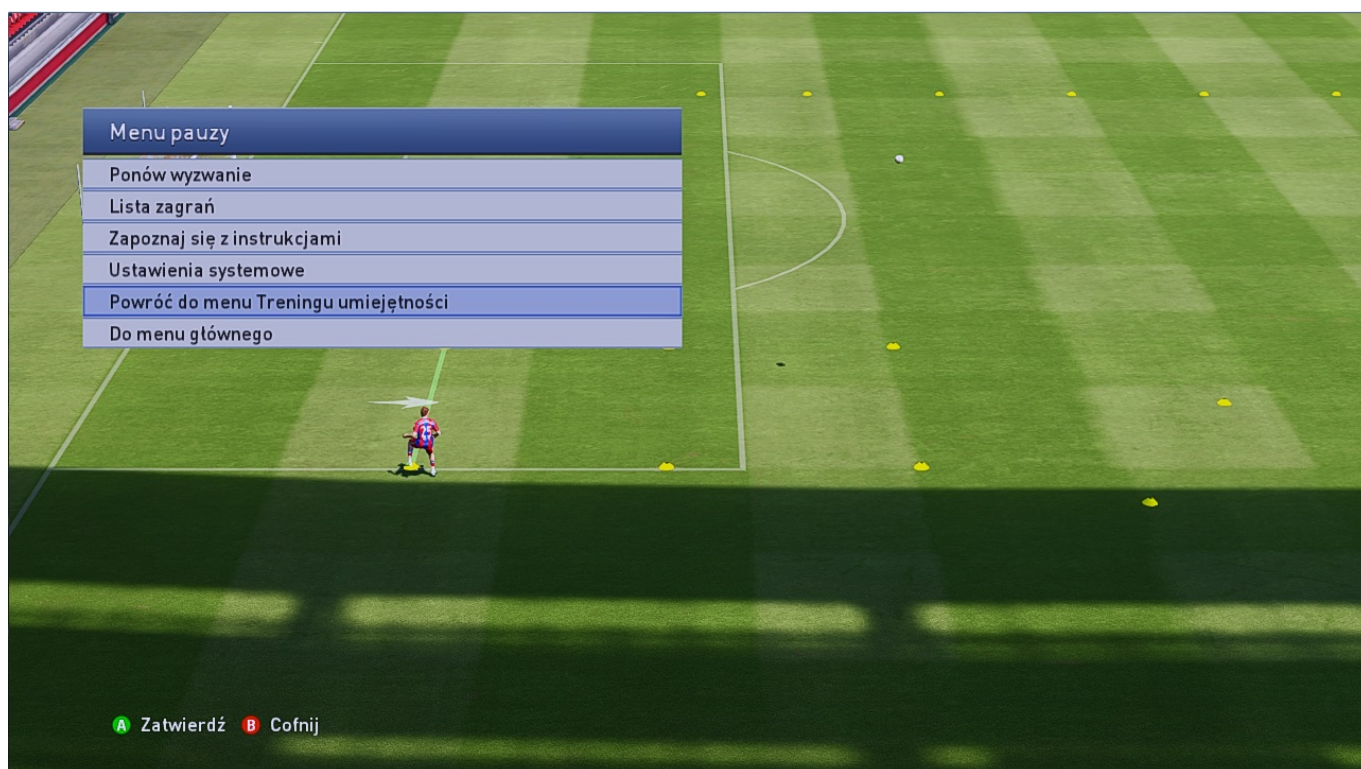 Menu pauzy
Ponów wyzwanie
Lista zagrań
Zapoznaj się z instrukcjami
Ustawienia systemowe
Powróć do menu Treningu umiejętności
Do menu głównego
25
A Zatwierdź B Cofnij